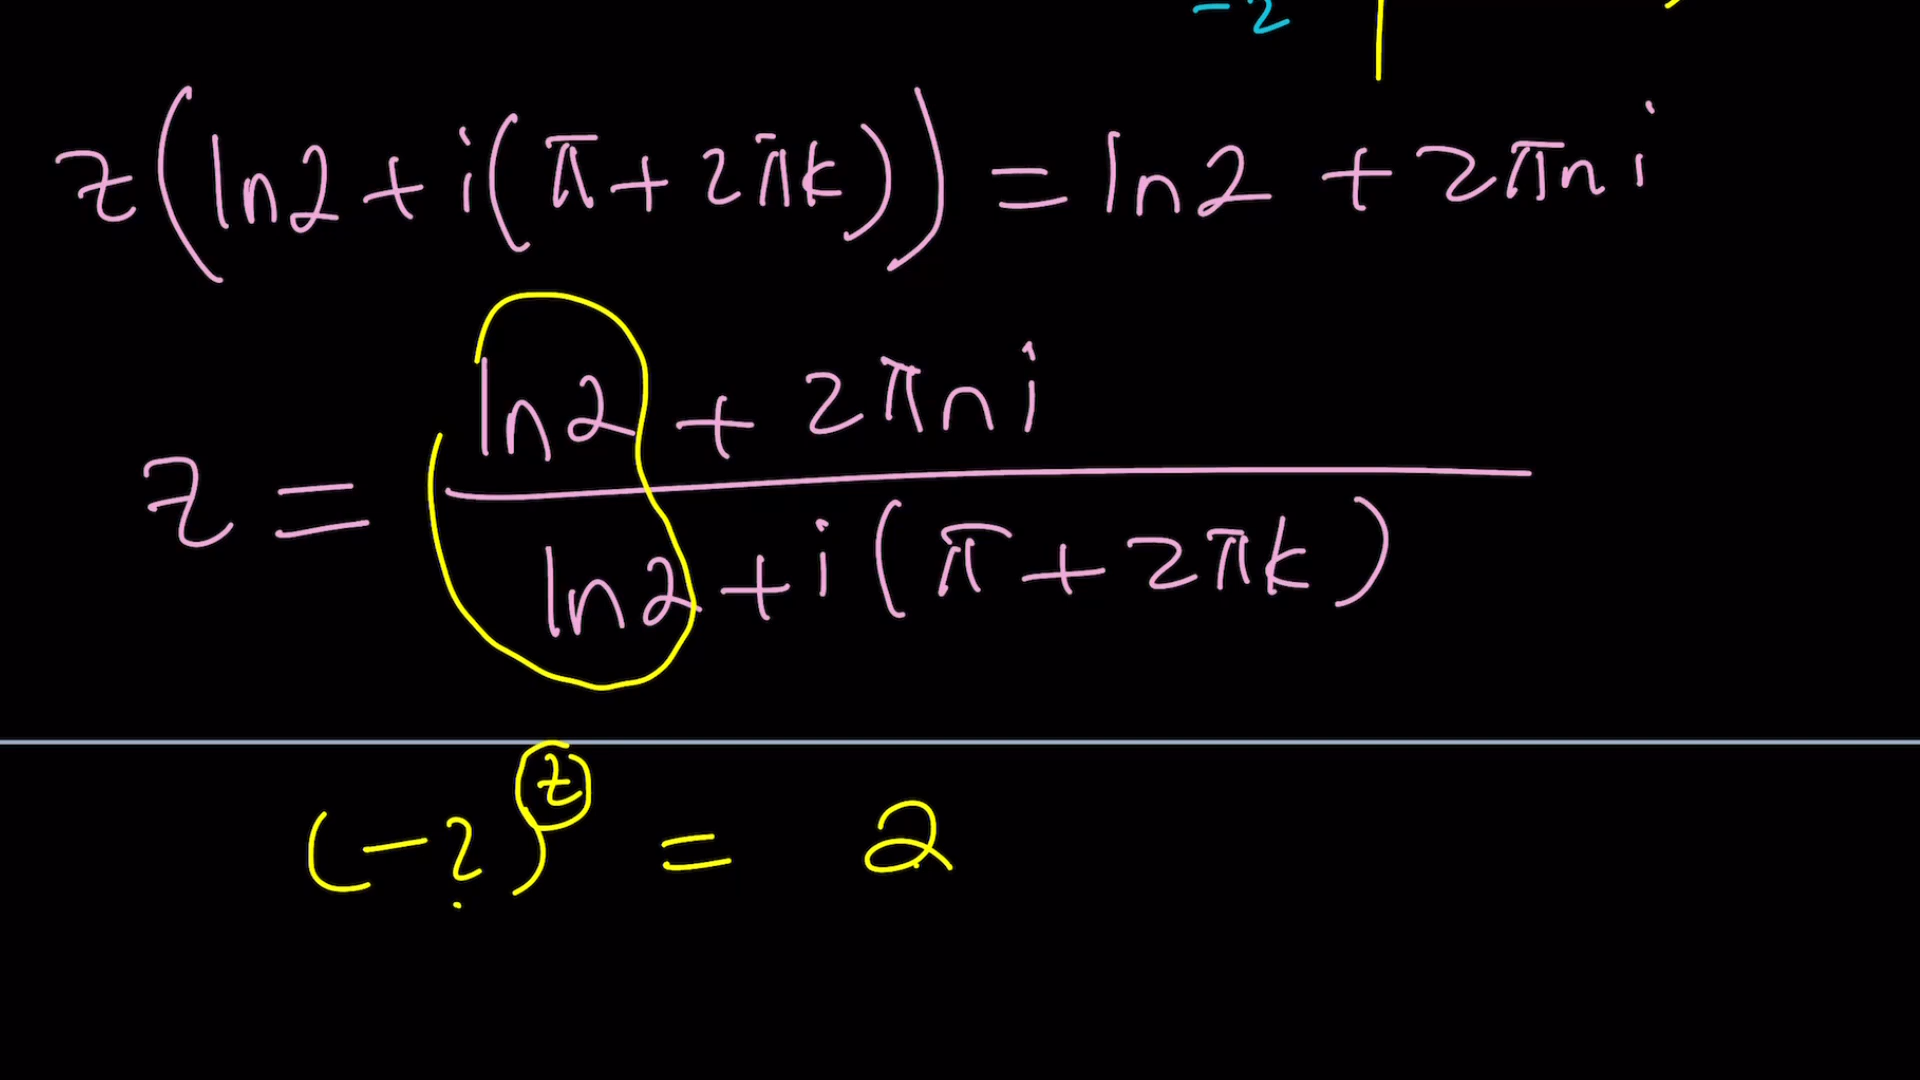 -2
z(ln2+i(π+2πk))=ln2+2πni
ln2+2πni
z=
ln2+i(π+2πk)
(-?)^z = 2